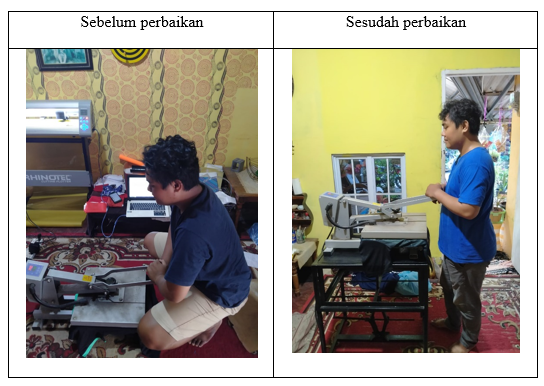 Sebelum perbaikan
Sesudah perbaikan
RHINOTEC